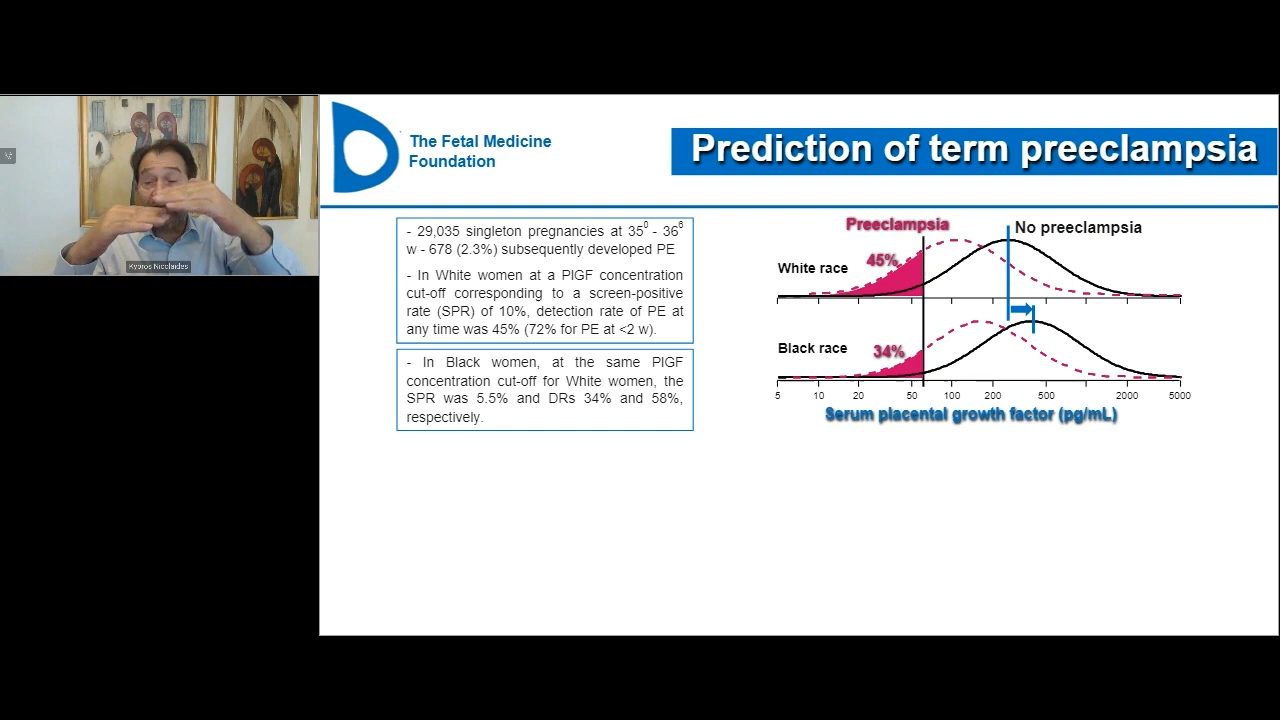 Kypros Nicolaides
The Fetal Medicine
Foundation
Prediction of term preeclampsia
- 29,035 singleton pregnancies at 35⁰ - 36⁶
w - 678 (2.3%) subsequently developed PE
- In White women at a PlGF concentration
cut-off corresponding to a screen-positive
rate (SPR) of 10%, detection rate of PE at
any time was 45% (72% for PE at <2 w).
- In Black women, at the same PlGF
concentration cut-off for White women, the
SPR was 5.5% and DRs 34% and 58%,
respectively.
Preeclampsia
No preeclampsia
White race
45%
Black race
34%
5 10 20 50 100 200 500 2000 5000
Serum placental growth factor (pg/mL)